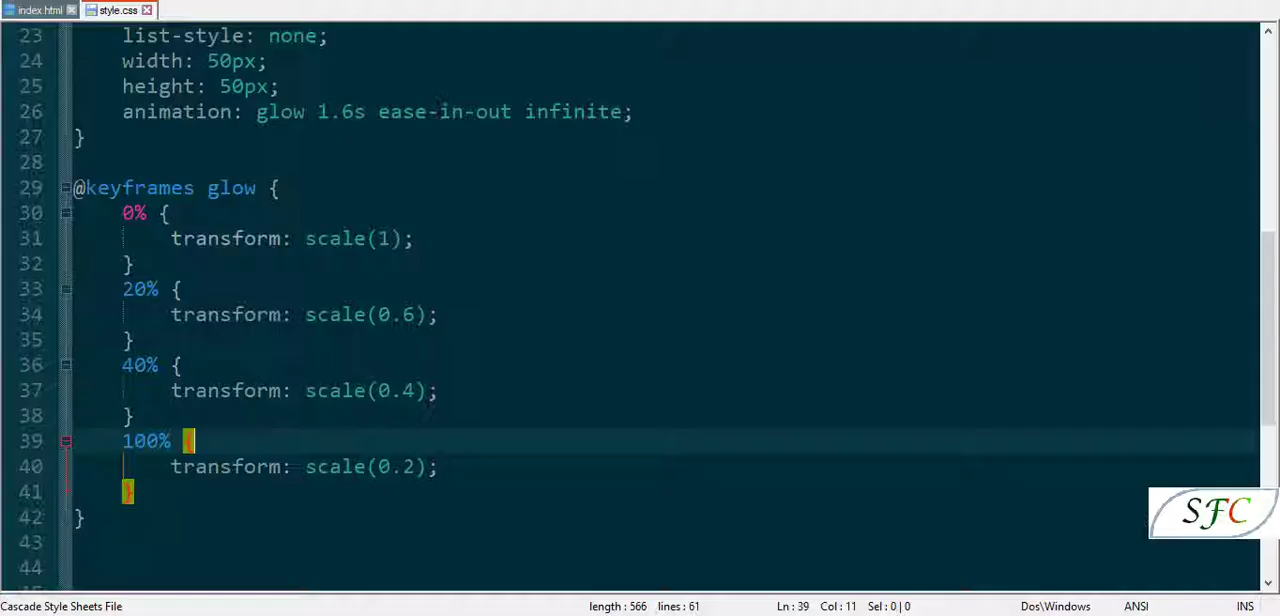 index.html style.css
23 list-style: none;
24 width: 50px;
25 height: 50px;
26 animation: glow 1.6s ease-in-out infinite;
27 }
28
29 @keyframes glow {
30 0% {
31 transform: scale(1);
32 }
33 20% {
34 transform: scale(0.6);
35 }
36 40% {
37 transform: scale(0.4);
38 }
39 100% {
40 transform: scale(0.2);
41 }
42 }
43
44
SFC
Cascade Style Sheets File length : 566 lines : 61 Ln : 39 Col : 11 Sel : 0 | 0 Dos\Windows ANSI INS